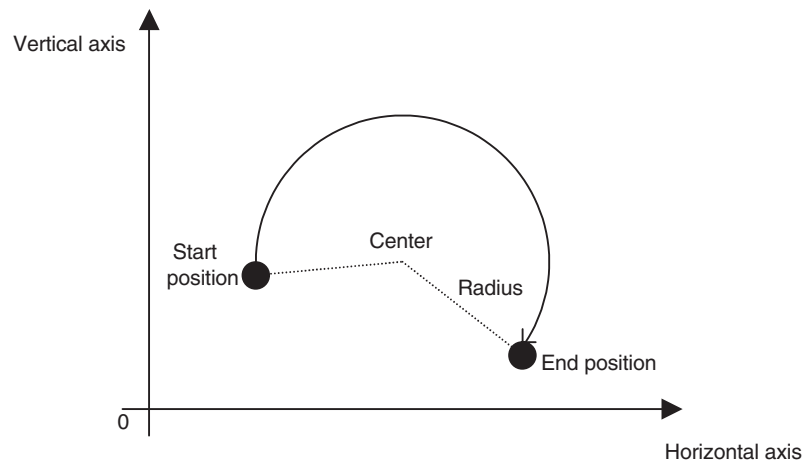 Vertical axis
Center
Start
position
Radius
End position
0
Horizontal axis